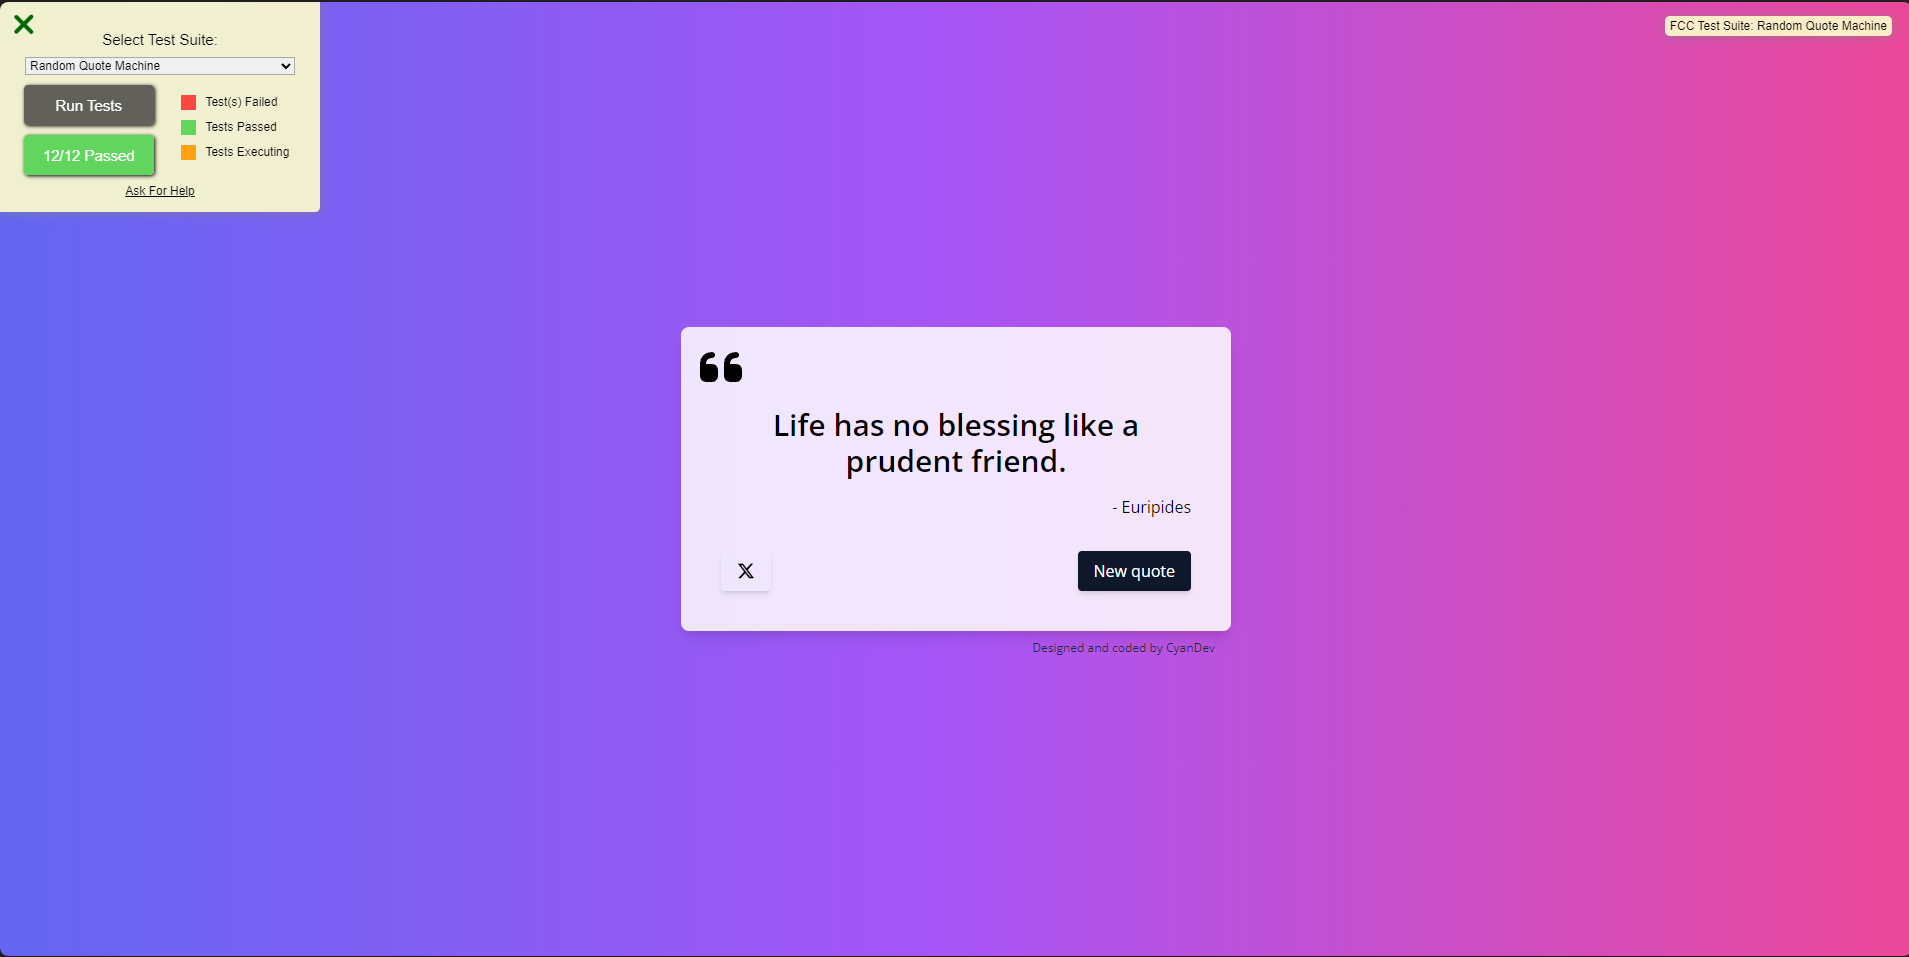 Select Test Suite:
Random Quote Machine
Run Tests
12/12 Passed
Test(s) Failed
Tests Passed
Tests Executing
Ask For Help
FCC Test Suite: Random Quote Machine
Life has no blessing like a
prudent friend.
- Euripides
New quote
Designed and coded by CyanDev